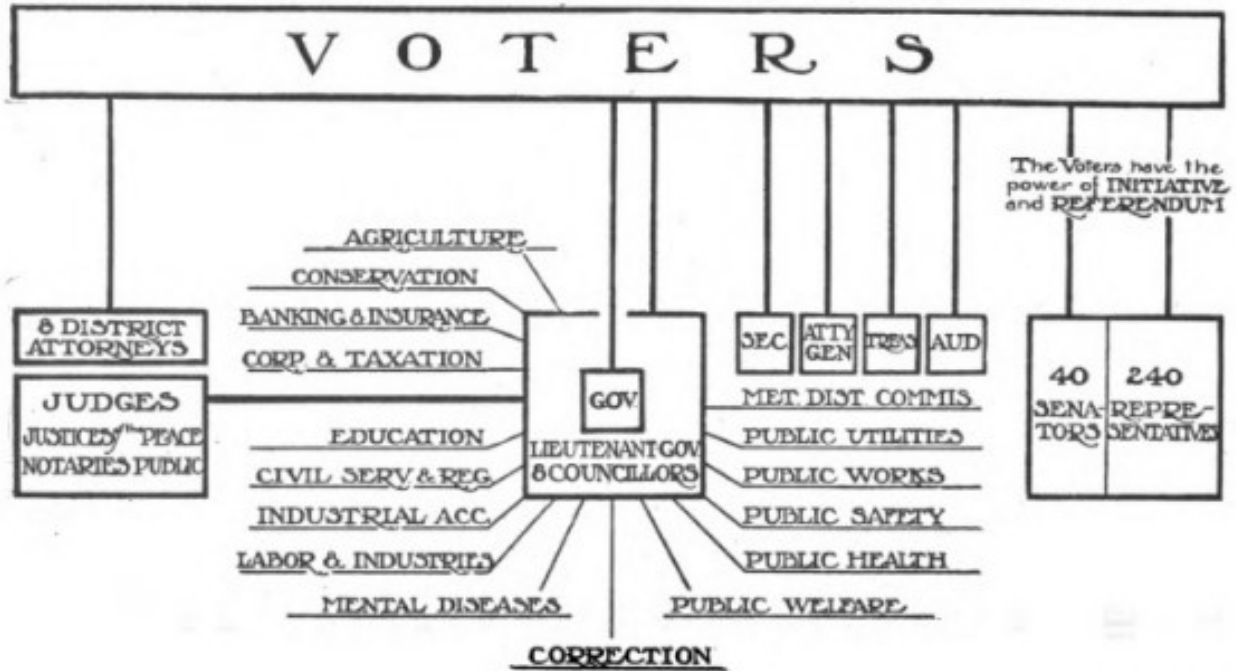 VOTERS
The Voters have the
power of INITIATIVE
and REFERENDUM
AGRICULTURE
CONSERVATION
BANKING & INSURANCE
CORP. & TAXATION
8 DISTRICT
ATTORNEYS
JUDGES
JUSTICES of the PEACE
NOTARIES PUBLIC
EDUCATION
CIVIL SERV & REG.
INDUSTRIAL ACC.
LABOR & INDUSTRIES
MENTAL DISEASES
CORRECTION
GOV.
LIEUTENANT-GOV.
8 COUNCILLORS
SEC.
ATTY
GEN
TREAS
AUD
MET. DIST. COMMIS
PUBLIC UTILITIES
PUBLIC WORKS
PUBLIC SAFETY
PUBLIC HEALTH
PUBLIC WELFARE
40
SENA-
TORS
240
REPRE-
SENTATIVES